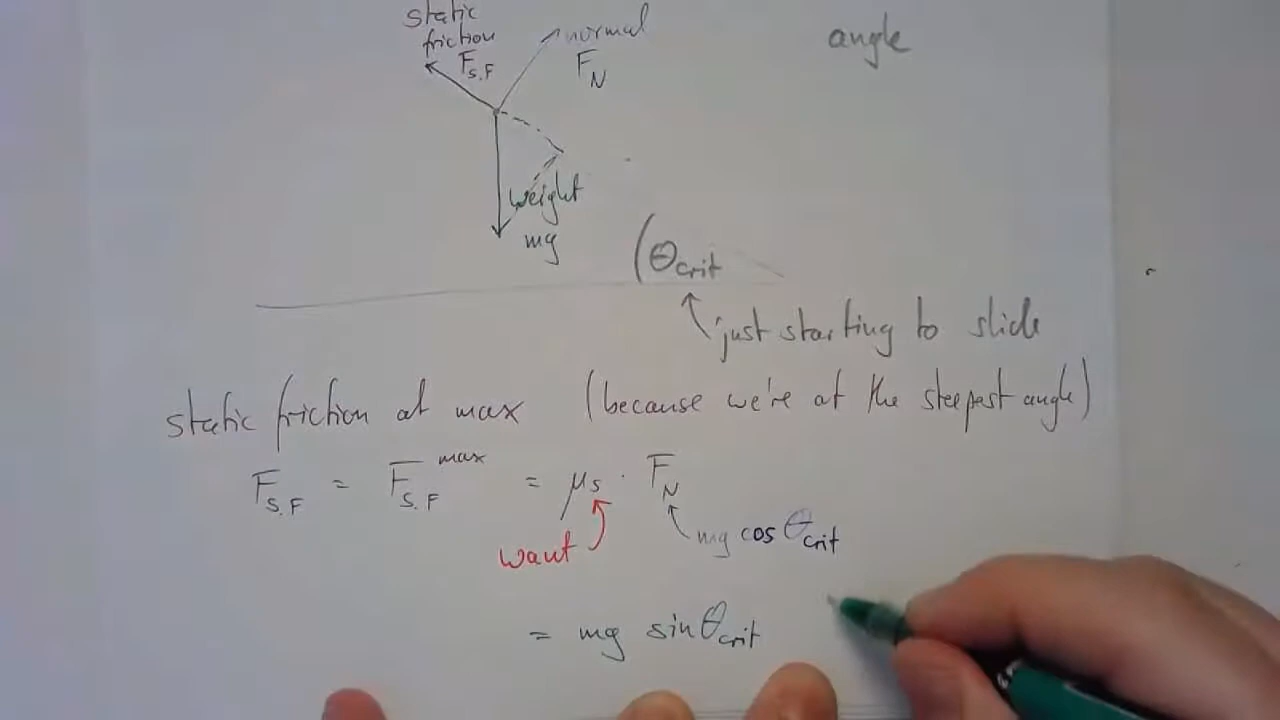 static
friction
F_S.F
normal
F_N
angle
weight
mg
(θ_crit
just starting to slide
static friction at max (because we're at the steepest angle)
F_S.F = F_S.F^max = μ_s · F_N
want
mg cos θ_crit
= mg sin θ_crit